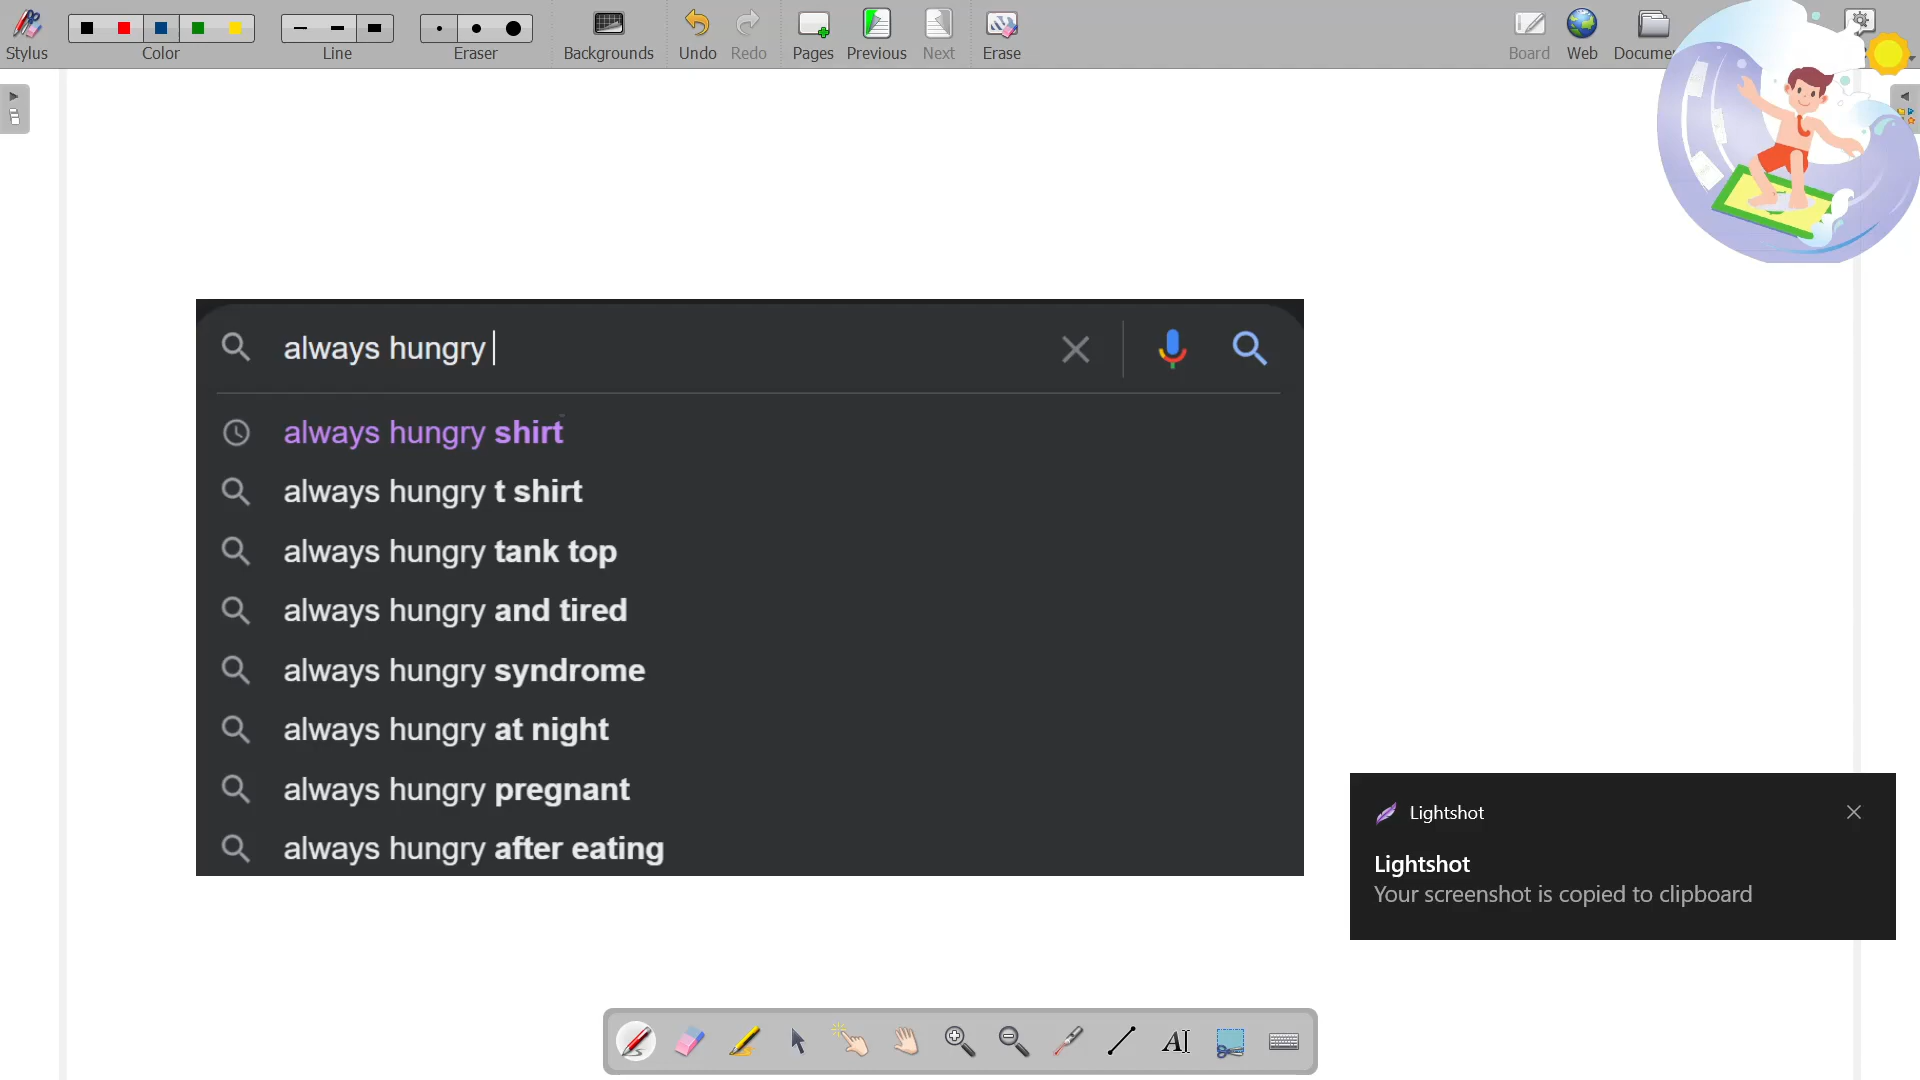 Stylus
Color
Line
Eraser
Backgrounds
Undo
Redo
Pages
Previous
Next
Erase
Board
Web
always hungry
always hungry shirt
always hungry t shirt
always hungry tank top
always hungry and tired
always hungry syndrome
always hungry at night
always hungry pregnant
always hungry after eating
Lightshot
Lightshot
Your screenshot is copied to clipboard
AI